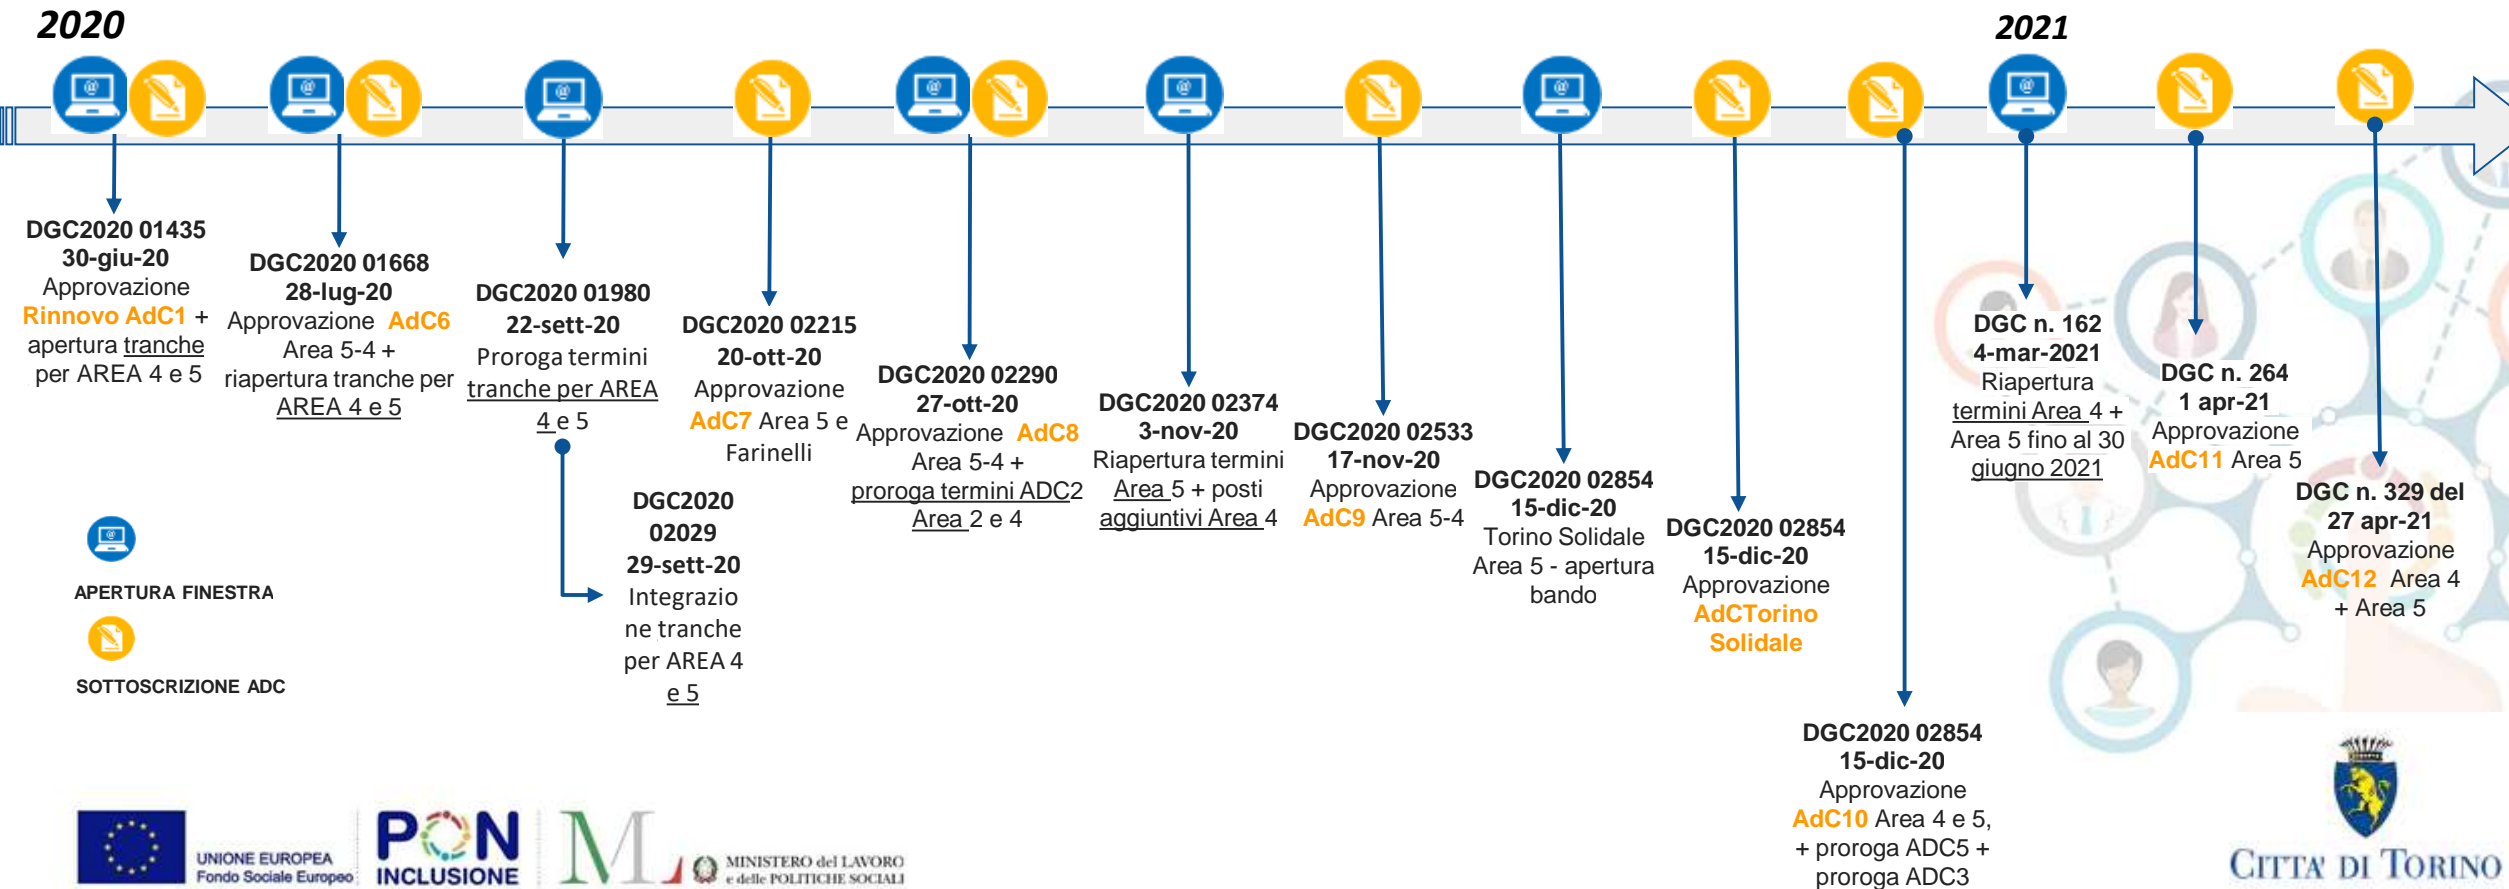 2020
2021
DGC2020 01435
30-giu-20
Approvazione
Rinnovo AdC1 +
apertura tranche
per AREA 4 e 5
DGC2020 01668
28-lug-20
Approvazione AdC6
Area 5-4 +
riapertura tranche per
AREA 4 e 5
DGC2020 01980
22-sett-20
Proroga termini
tranche per AREA
4 e 5
DGC2020
02029
29-sett-20
Integrazio
ne tranche
per AREA 4
e 5
DGC2020 02215
20-ott-20
Approvazione
AdC7 Area 5 e
Farinelli
DGC2020 02290
27-ott-20
Approvazione AdC8
Area 5-4 +
proroga termini ADC2
Area 2 e 4
DGC2020 02374
3-nov-20
Riapertura termini
Area 5 + posti
aggiuntivi Area 4
DGC2020 02533
17-nov-20
Approvazione
AdC9 Area 5-4
DGC2020 02854
15-dic-20
Torino Solidale
Area 5 - apertura
bando
DGC2020 02854
15-dic-20
Approvazione
AdCTorino
Solidale
DGC2020 02854
15-dic-20
Approvazione
AdC10 Area 4 e 5,
+ proroga ADC5 +
proroga ADC3
DGC n. 162
4-mar-2021
Riapertura
termini Area 4 +
Area 5 fino al 30
giugno 2021
DGC n. 264
1 apr-21
Approvazione
AdC11 Area 5
DGC n. 329 del
27 apr-21
Approvazione
AdC12 Area 4
+ Area 5
APERTURA FINESTRA
SOTTOSCRIZIONE ADC
UNIONE EUROPEA
Fondo Sociale Europeo
PON
INCLUSIONE
ML
MINISTERO del LAVORO
e delle POLITICHE SOCIALI
CITTA' DI TORINO